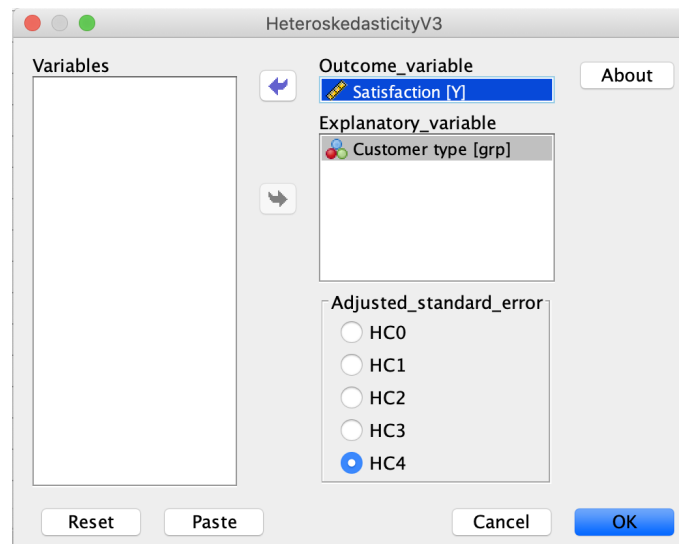 HeteroskedasticityV3
Variables
Outcome_variable
Satisfaction [Y]
About
Explanatory_variable
Customer type [grp]
Adjusted_standard_error
HC0
HC1
HC2
HC3
HC4
Reset
Paste
Cancel
OK